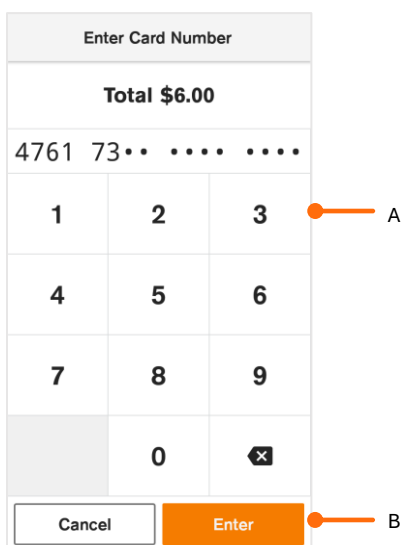 Enter Card Number
Total $6.00
4761 73•• •••• ••••
1 2 3 A
4 5 6
7 8 9
0
Cancel Enter B